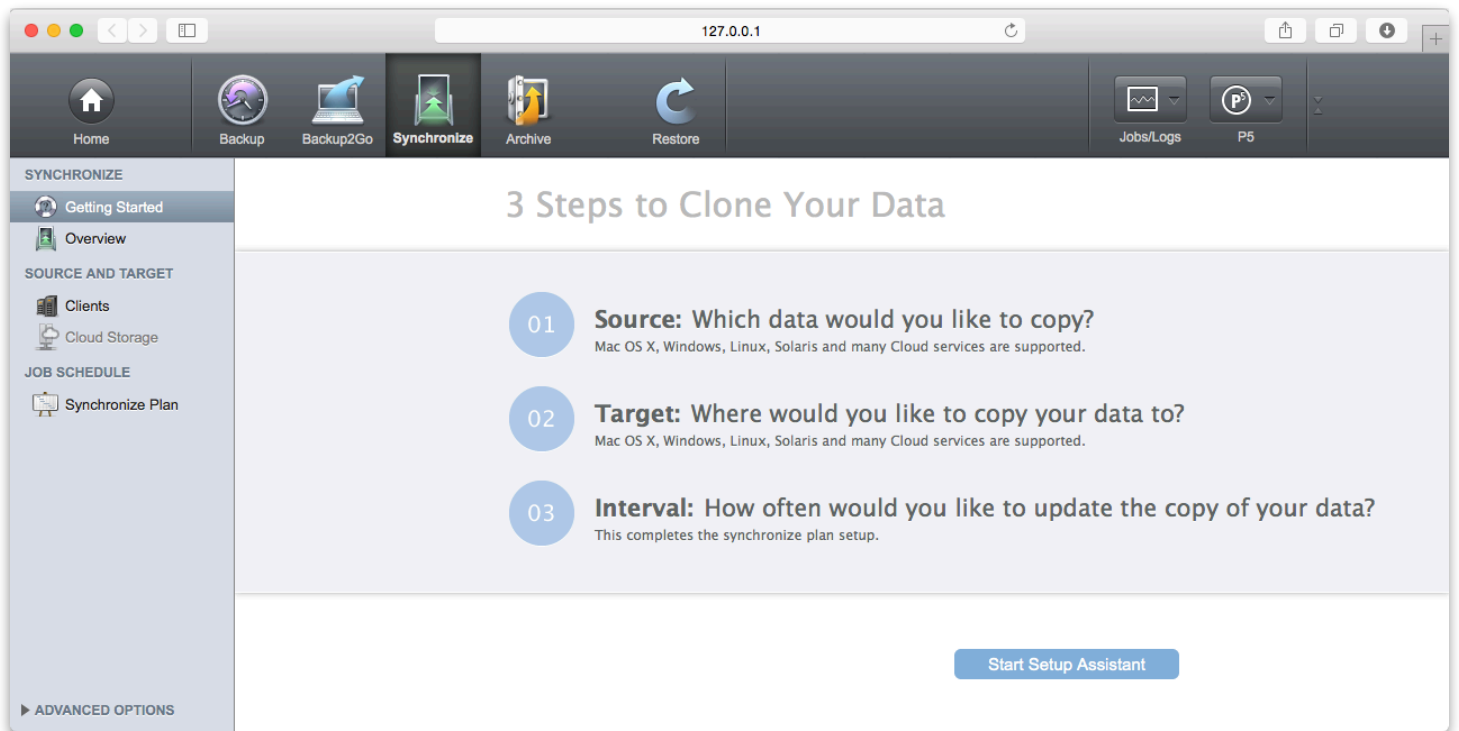 127.0.0.1
Home
Backup
Backup2Go
Synchronize
Archive
Restore
Jobs/Logs
P5
P5
SYNCHRONIZE
Getting Started
Overview
SOURCE AND TARGET
Clients
Cloud Storage
JOB SCHEDULE
Synchronize Plan
ADVANCED OPTIONS
3 Steps to Clone Your Data
01
Source: Which data would you like to copy?
Mac OS X, Windows, Linux, Solaris and many Cloud services are supported.
02
Target: Where would you like to copy your data to?
Mac OS X, Windows, Linux, Solaris and many Cloud services are supported.
03
Interval: How often would you like to update the copy of your data?
This completes the synchronize plan setup.
Start Setup Assistant